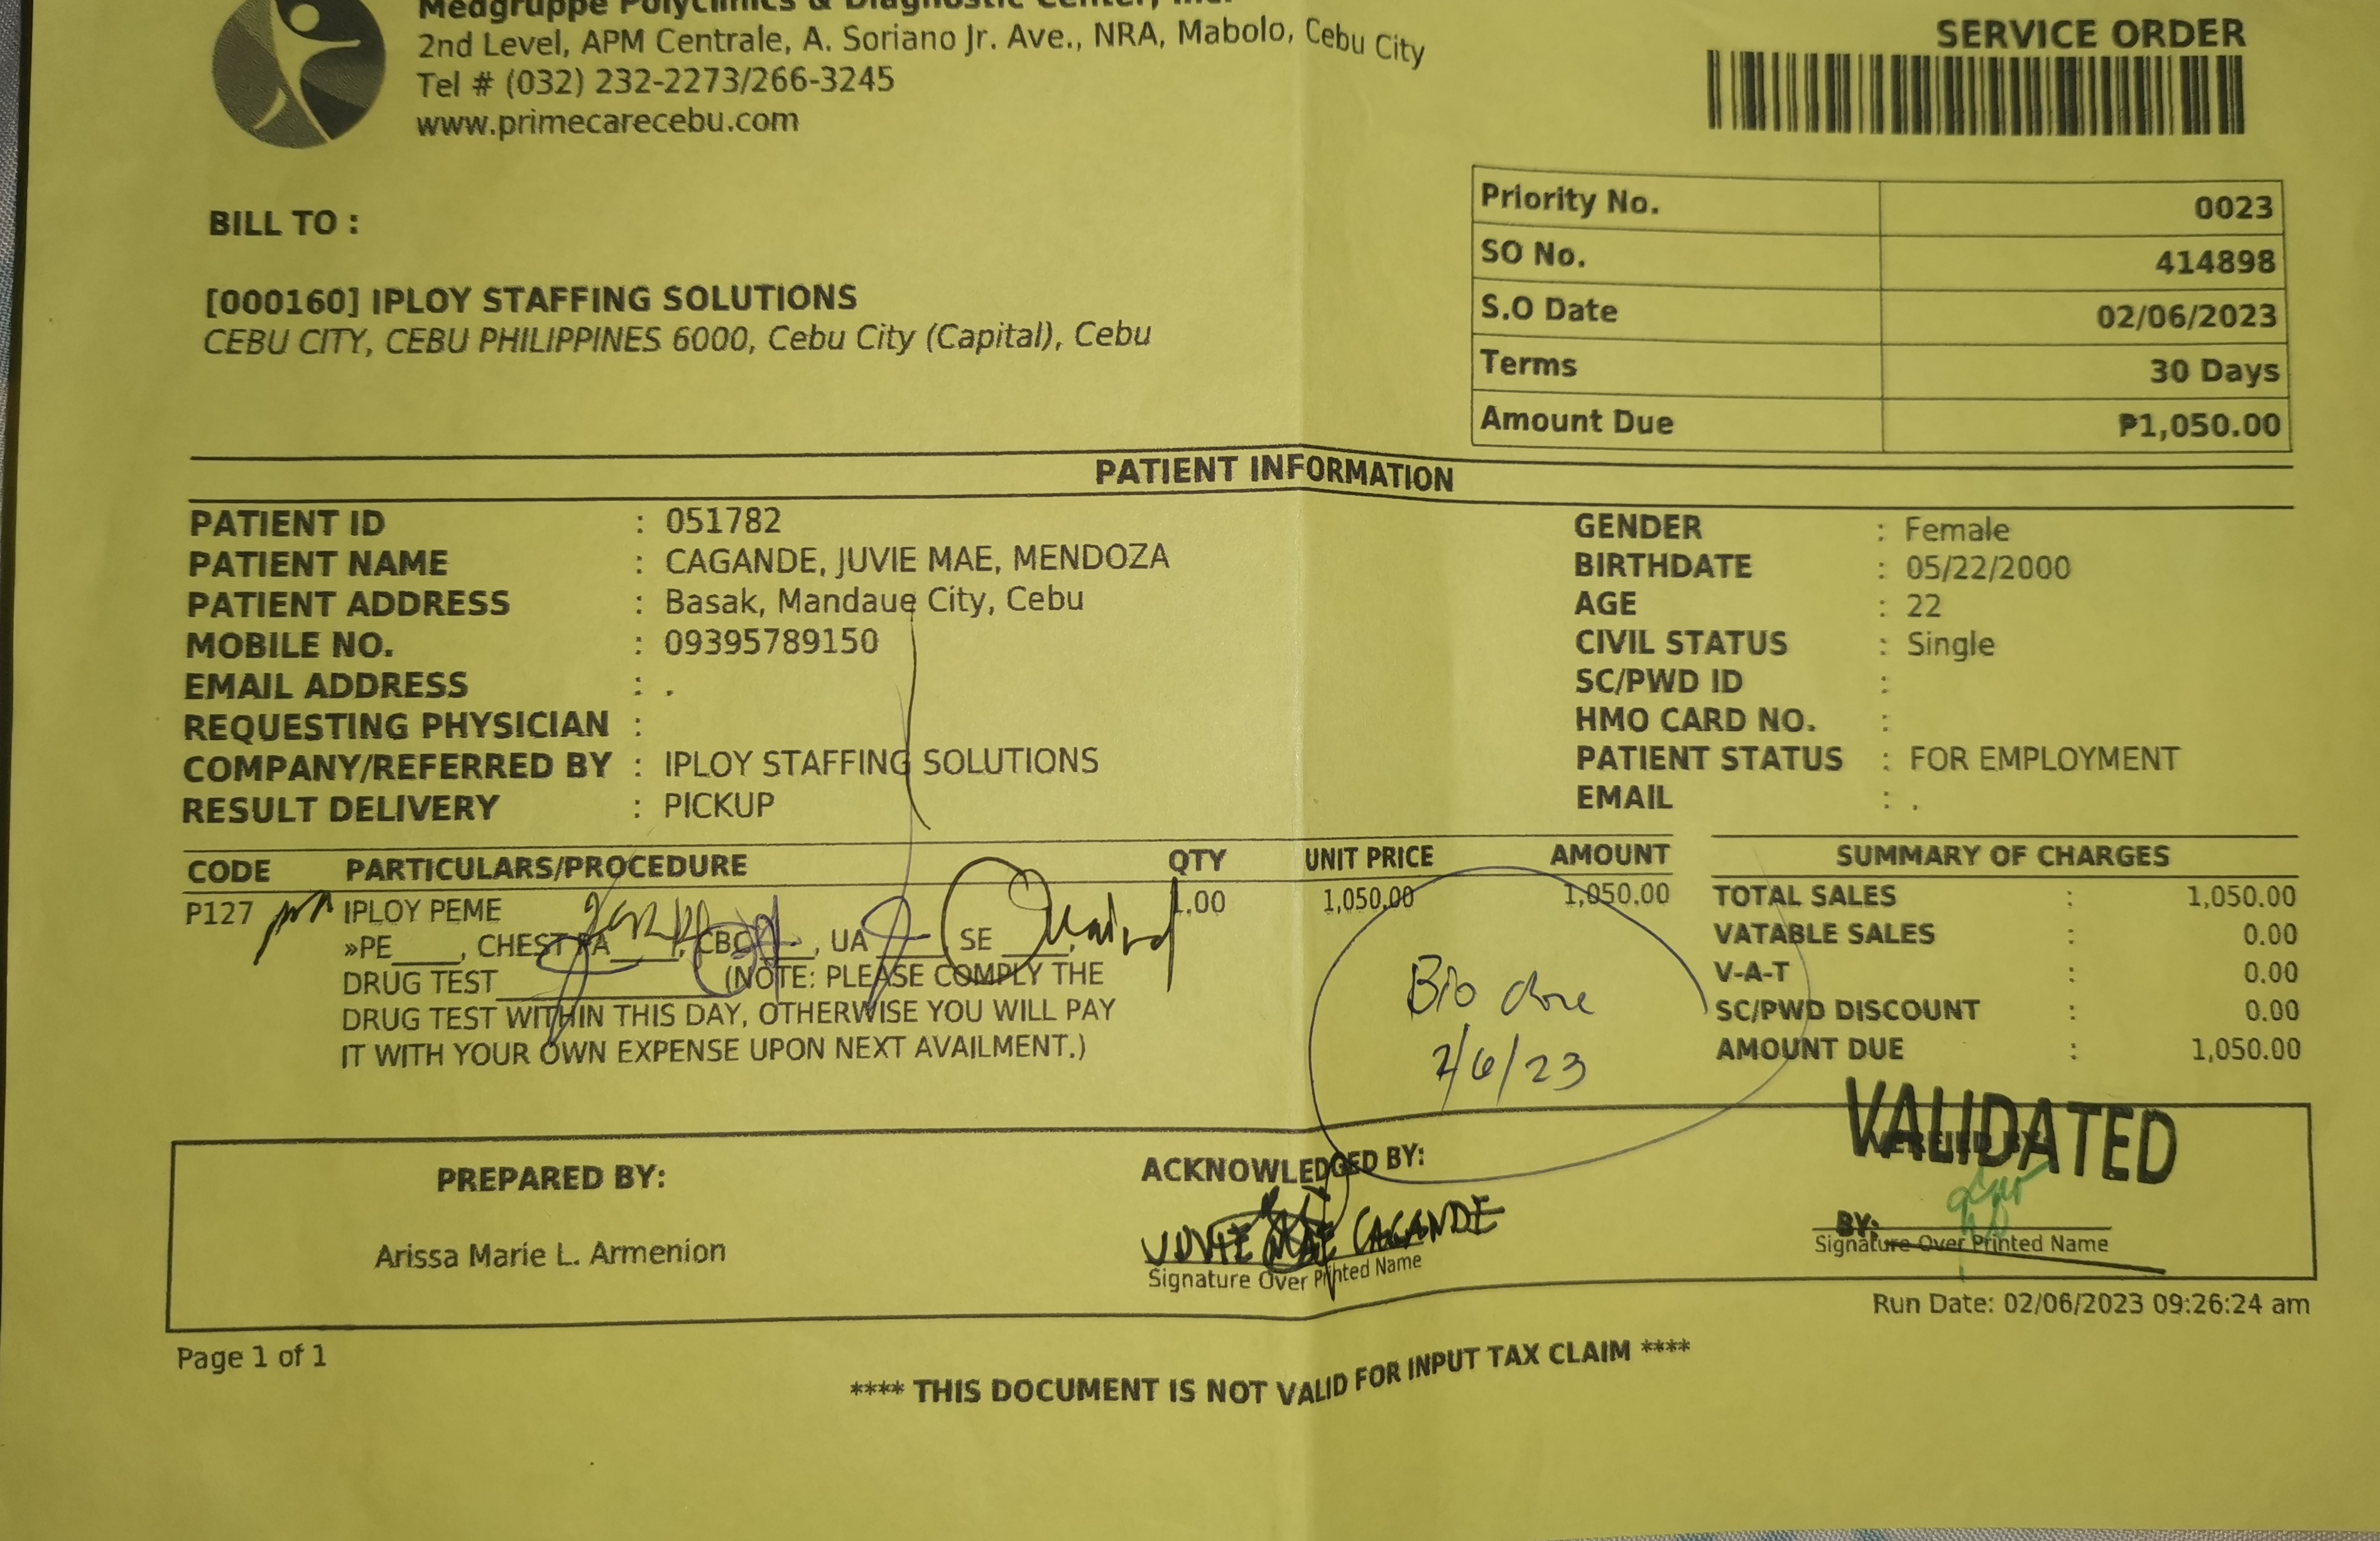 Medgruppe Polyclinics & Diagnostic Center, Inc.
2nd Level, APM Centrale, A. Soriano Jr. Ave., NRA, Mabolo, Cebu City
Tel # (032) 232-2273/266-3245
www.primecarecebu.com
SERVICE ORDER
Priority No. 0023
SO No. 414898
S.O Date 02/06/2023
Terms 30 Days
Amount Due ₱1,050.00
BILL TO :
[000160] IPLOY STAFFING SOLUTIONS
CEBU CITY, CEBU PHILIPPINES 6000, Cebu City (Capital), Cebu
PATIENT INFORMATION
PATIENT ID : 051782
PATIENT NAME : CAGANDE, JUVIE MAE, MENDOZA
PATIENT ADDRESS : Basak, Mandaue City, Cebu
MOBILE NO. : 09395789150
EMAIL ADDRESS : .
REQUESTING PHYSICIAN :
COMPANY/REFERRED BY : IPLOY STAFFING SOLUTIONS
RESULT DELIVERY : PICKUP
GENDER : Female
BIRTHDATE : 05/22/2000
AGE : 22
CIVIL STATUS : Single
SC/PWD ID :
HMO CARD NO. :
PATIENT STATUS : FOR EMPLOYMENT
EMAIL : .
CODE PARTICULARS/PROCEDURE QTY UNIT PRICE AMOUNT
P127 IPLOY PEME 1.00 1,050.00 1,050.00
»PE____, CHEST PA____, CBC____, UA____, SE____,
DRUG TEST______________(NOTE: PLEASE COMPLY THE
DRUG TEST WITHIN THIS DAY, OTHERWISE YOU WILL PAY
IT WITH YOUR OWN EXPENSE UPON NEXT AVAILMENT.)
Bio done
2/6/23
SUMMARY OF CHARGES
TOTAL SALES : 1,050.00
VATABLE SALES : 0.00
V-A-T : 0.00
SC/PWD DISCOUNT : 0.00
AMOUNT DUE : 1,050.00
PREPARED BY:
Arissa Marie L. Armenion
ACKNOWLEDGED BY:
JUVIE MAE CAGANDE
Signature Over Printed Name
VALIDATED
BY:
Signature Over Printed Name
Run Date: 02/06/2023 09:26:24 am
Page 1 of 1
**** THIS DOCUMENT IS NOT VALID FOR INPUT TAX CLAIM ****